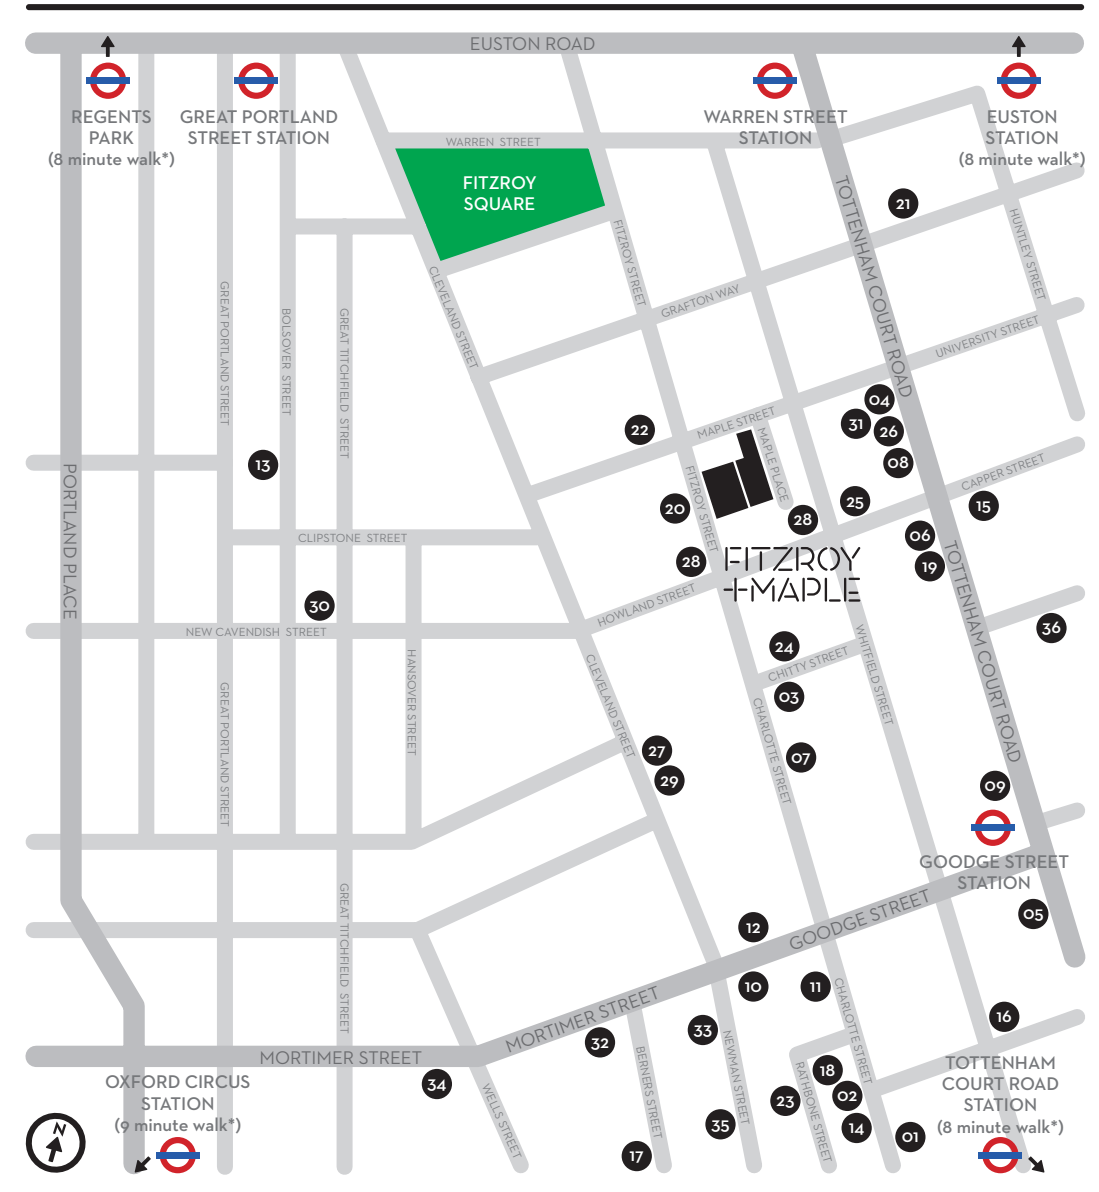 EUSTON ROAD
REGENTS
PARK
(8 minute walk*)
GREAT PORTLAND
STREET STATION
WARREN STREET
STATION
EUSTON
STATION
(8 minute walk*)
WARREN STREET
FITZROY
SQUARE
TOTTENHAM COURT ROAD
21
HUNTLEY STREET
FITZROY STREET
CLEVELAND STREET
GRAFTON WAY
GREAT PORTLAND STREET
BOLSOVER STREET
GREAT TITCHFIELD STREET
UNIVERSITY STREET
MAPLE STREET
MAPLE PLACE
04
31
26
08
22
13
PORTLAND PLACE
FITZROY STREET
20
25
28
CAPPER STREET
15
06
19
CLIPSTONE STREET
28
FITZROY
+MAPLE
TOTTENHAM COURT ROAD
30
HOWLAND STREET
NEW CAVENDISH STREET
36
24
CHITTY STREET
WHITFIELD STREET
03
HANSOVER STREET
CLEVELAND STREET
GREAT PORTLAND STREET
CHARLOTTE STREET
27
29
07
09
GOODGE STREET
STATION
GREAT TITCHFIELD STREET
12
GOODGE STREET
05
10
11
CHARLOTTE STREET
MORTIMER STREET
16
33
32
NEWMAN STREET
BERNERS STREET
MORTIMER STREET
34
WELLS STREET
RATHBONE STREET
18
02
23
14
35
01
17
OXFORD CIRCUS
STATION
(9 minute walk*)
TOTTENHAM
COURT ROAD
STATION
(8 minute walk*)
N